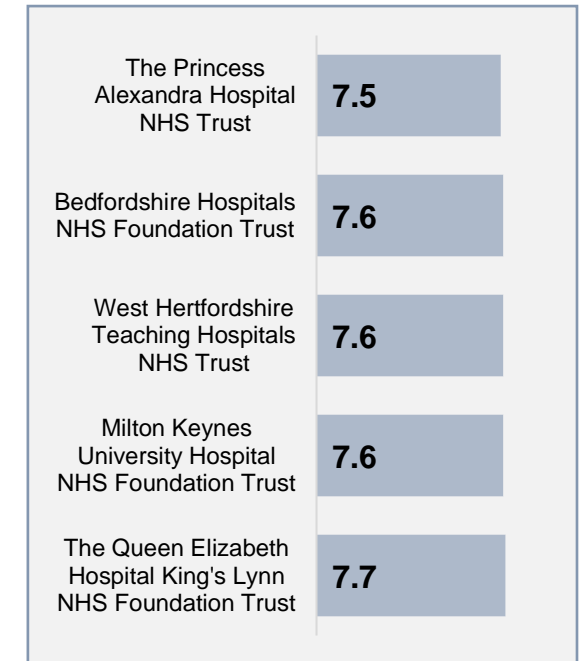 The Princess
Alexandra Hospital
NHS Trust
7.5
Bedfordshire Hospitals
NHS Foundation Trust
7.6
West Hertfordshire
Teaching Hospitals
NHS Trust
7.6
Milton Keynes
University Hospital
NHS Foundation Trust
7.6
The Queen Elizabeth
Hospital King's Lynn
NHS Foundation Trust
7.7